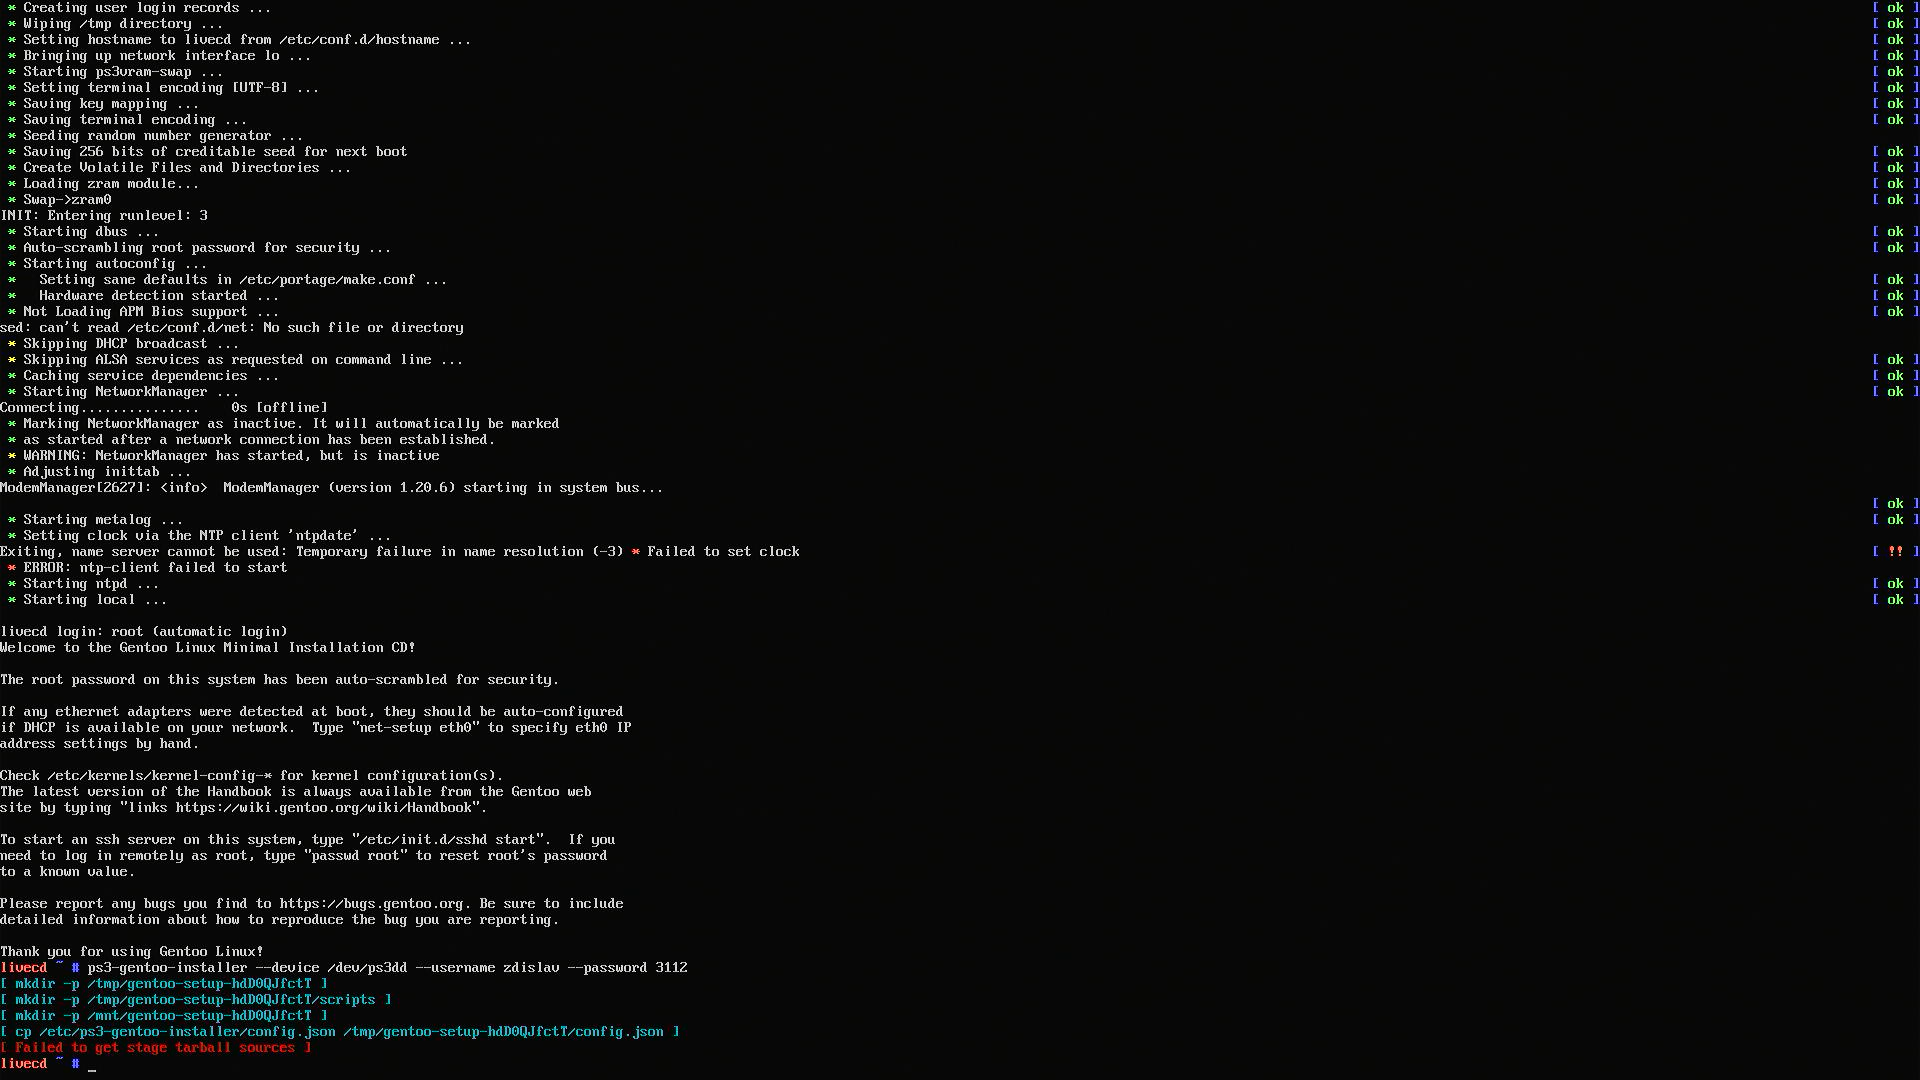 * Creating user login records ... [ ok ]
* Wiping /tmp directory ... [ ok ]
* Setting hostname to livecd from /etc/conf.d/hostname ... [ ok ]
* Bringing up network interface lo ... [ ok ]
* Starting ps3vram-swap ... [ ok ]
* Setting terminal encoding [UTF-8] ... [ ok ]
* Saving key mapping ... [ ok ]
* Saving terminal encoding ... [ ok ]
* Seeding random number generator ...
* Saving 256 bits of creditable seed for next boot [ ok ]
* Create Volatile Files and Directories ... [ ok ]
* Loading zram module... [ ok ]
* Swap->zram0 [ ok ]
INIT: Entering runlevel: 3
* Starting dbus ... [ ok ]
* Auto-scrambling root password for security ... [ ok ]
* Starting autoconfig ...
*   Setting sane defaults in /etc/portage/make.conf ... [ ok ]
*   Hardware detection started ... [ ok ]
* Not Loading APM Bios support ... [ ok ]
sed: can't read /etc/conf.d/net: No such file or directory
* Skipping DHCP broadcast ...
* Skipping ALSA services as requested on command line ... [ ok ]
* Caching service dependencies ... [ ok ]
* Starting NetworkManager ... [ ok ]
Connecting...............    0s [offline]
* Marking NetworkManager as inactive. It will automatically be marked
* as started after a network connection has been established.
* WARNING: NetworkManager has started, but is inactive
* Adjusting inittab ...
ModemManager[2627]: <info>  ModemManager (version 1.20.6) starting in system bus...
[ ok ]
* Starting metalog ... [ ok ]
* Setting clock via the NTP client 'ntpdate' ...
Exiting, name server cannot be used: Temporary failure in name resolution (-3) * Failed to set clock [ !! ]
* ERROR: ntp-client failed to start
* Starting ntpd ... [ ok ]
* Starting local ... [ ok ]
livecd login: root (automatic login)
Welcome to the Gentoo Linux Minimal Installation CD!
The root password on this system has been auto-scrambled for security.
If any ethernet adapters were detected at boot, they should be auto-configured
if DHCP is available on your network.  Type "net-setup eth0" to specify eth0 IP
address settings by hand.
Check /etc/kernels/kernel-config-* for kernel configuration(s).
The latest version of the Handbook is always available from the Gentoo web
site by typing "links https://wiki.gentoo.org/wiki/Handbook".
To start an ssh server on this system, type "/etc/init.d/sshd start".  If you
need to log in remotely as root, type "passwd root" to reset root's password
to a known value.
Please report any bugs you find to https://bugs.gentoo.org. Be sure to include
detailed information about how to reproduce the bug you are reporting.
Thank you for using Gentoo Linux!
livecd ~ # ps3-gentoo-installer --device /dev/ps3dd --username zdislav --password 3112
[ mkdir -p /tmp/gentoo-setup-hdD0QJfctT ]
[ mkdir -p /tmp/gentoo-setup-hdD0QJfctT/scripts ]
[ mkdir -p /mnt/gentoo-setup-hdD0QJfctT ]
[ cp /etc/ps3-gentoo-installer/config.json /tmp/gentoo-setup-hdD0QJfctT/config.json ]
[ Failed to get stage tarball sources ]
livecd ~ # _